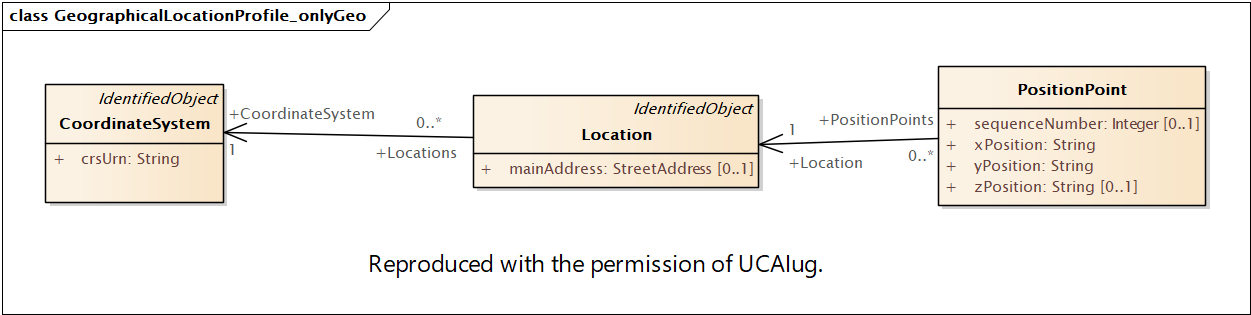 class GeographicalLocationProfile_onlyGeo
IdentifiedObject
CoordinateSystem
+ crsUrn: String
+CoordinateSystem
1
0..*
+Locations
IdentifiedObject
Location
+ mainAddress: StreetAddress [0..1]
1
+Location
+PositionPoints
0..*
PositionPoint
+ sequenceNumber: Integer [0..1]
+ xPosition: String
+ yPosition: String
+ zPosition: String [0..1]
Reproduced with the permission of UCAIug.